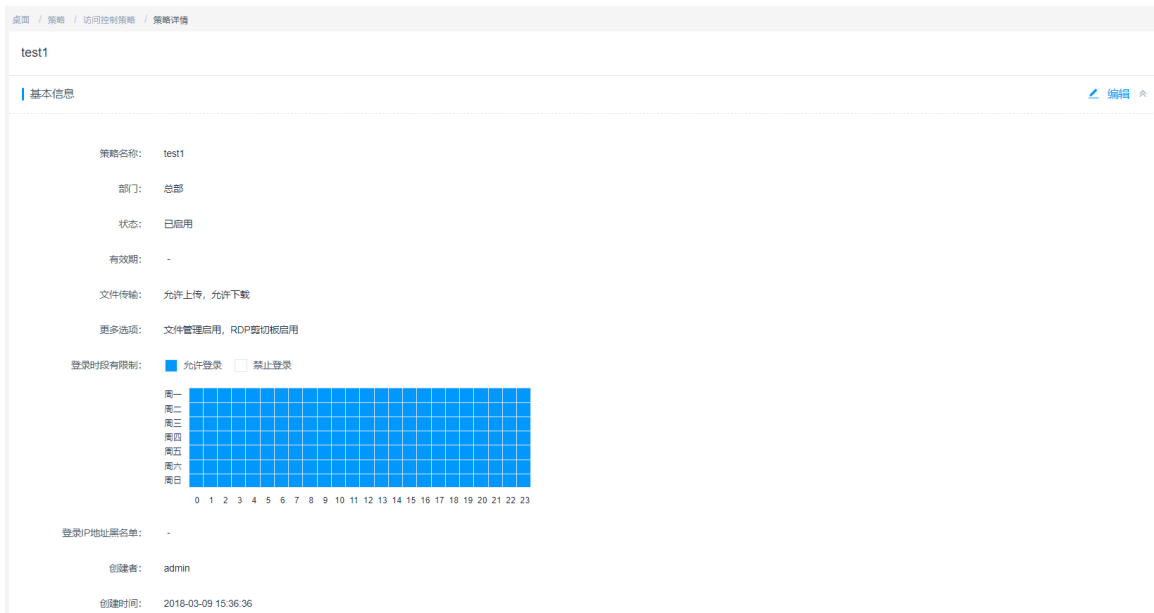 桌面 / 策略 / 访问控制策略 / 策略详情
test1
基本信息 编辑
策略名称： test1
部门： 总部
状态： 已启用
有效期： -
文件传输： 允许上传，允许下载
更多选项： 文件管理启用，RDP剪切板启用
登录时段有限制： 允许登录 禁止登录
周一
周二
周三
周四
周五
周六
周日
0 1 2 3 4 5 6 7 8 9 10 11 12 13 14 15 16 17 18 19 20 21 22 23
登录IP地址黑名单： -
创建者： admin
创建时间： 2018-03-09 15:36:36